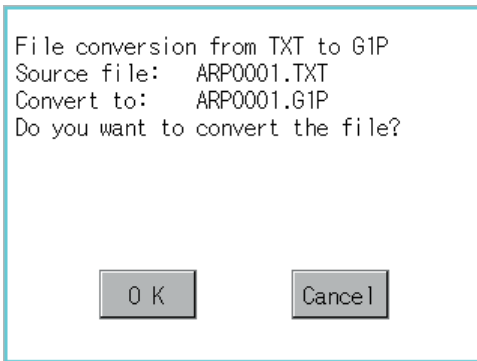 File conversion from TXT to G1P
Source file: ARP0001.TXT
Convert to: ARP0001.G1P
Do you want to convert the file?
O K
Cancel